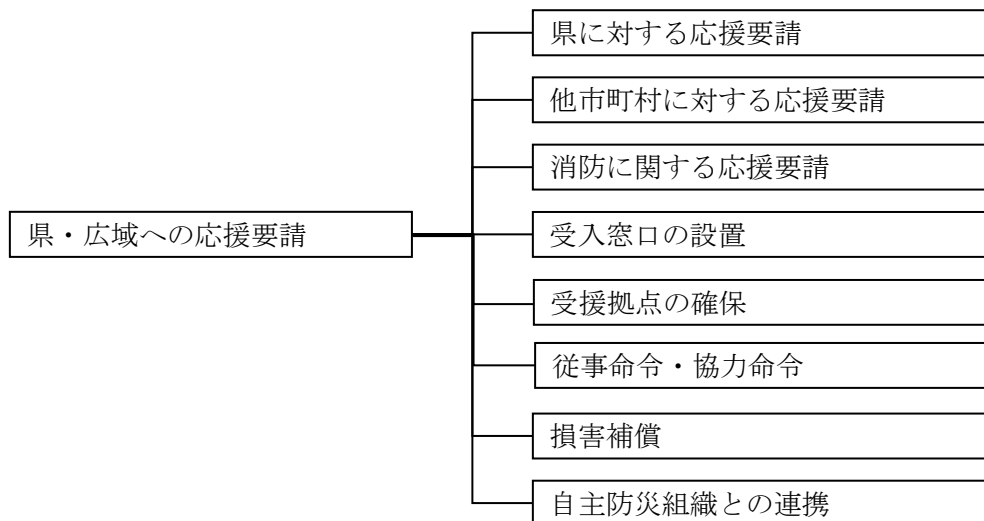 県・広域への応援要請
県に対する応援要請
他市町村に対する応援要請
消防に関する応援要請
受入窓口の設置
受援拠点の確保
従事命令・協力命令
損害補償
自主防災組織との連携